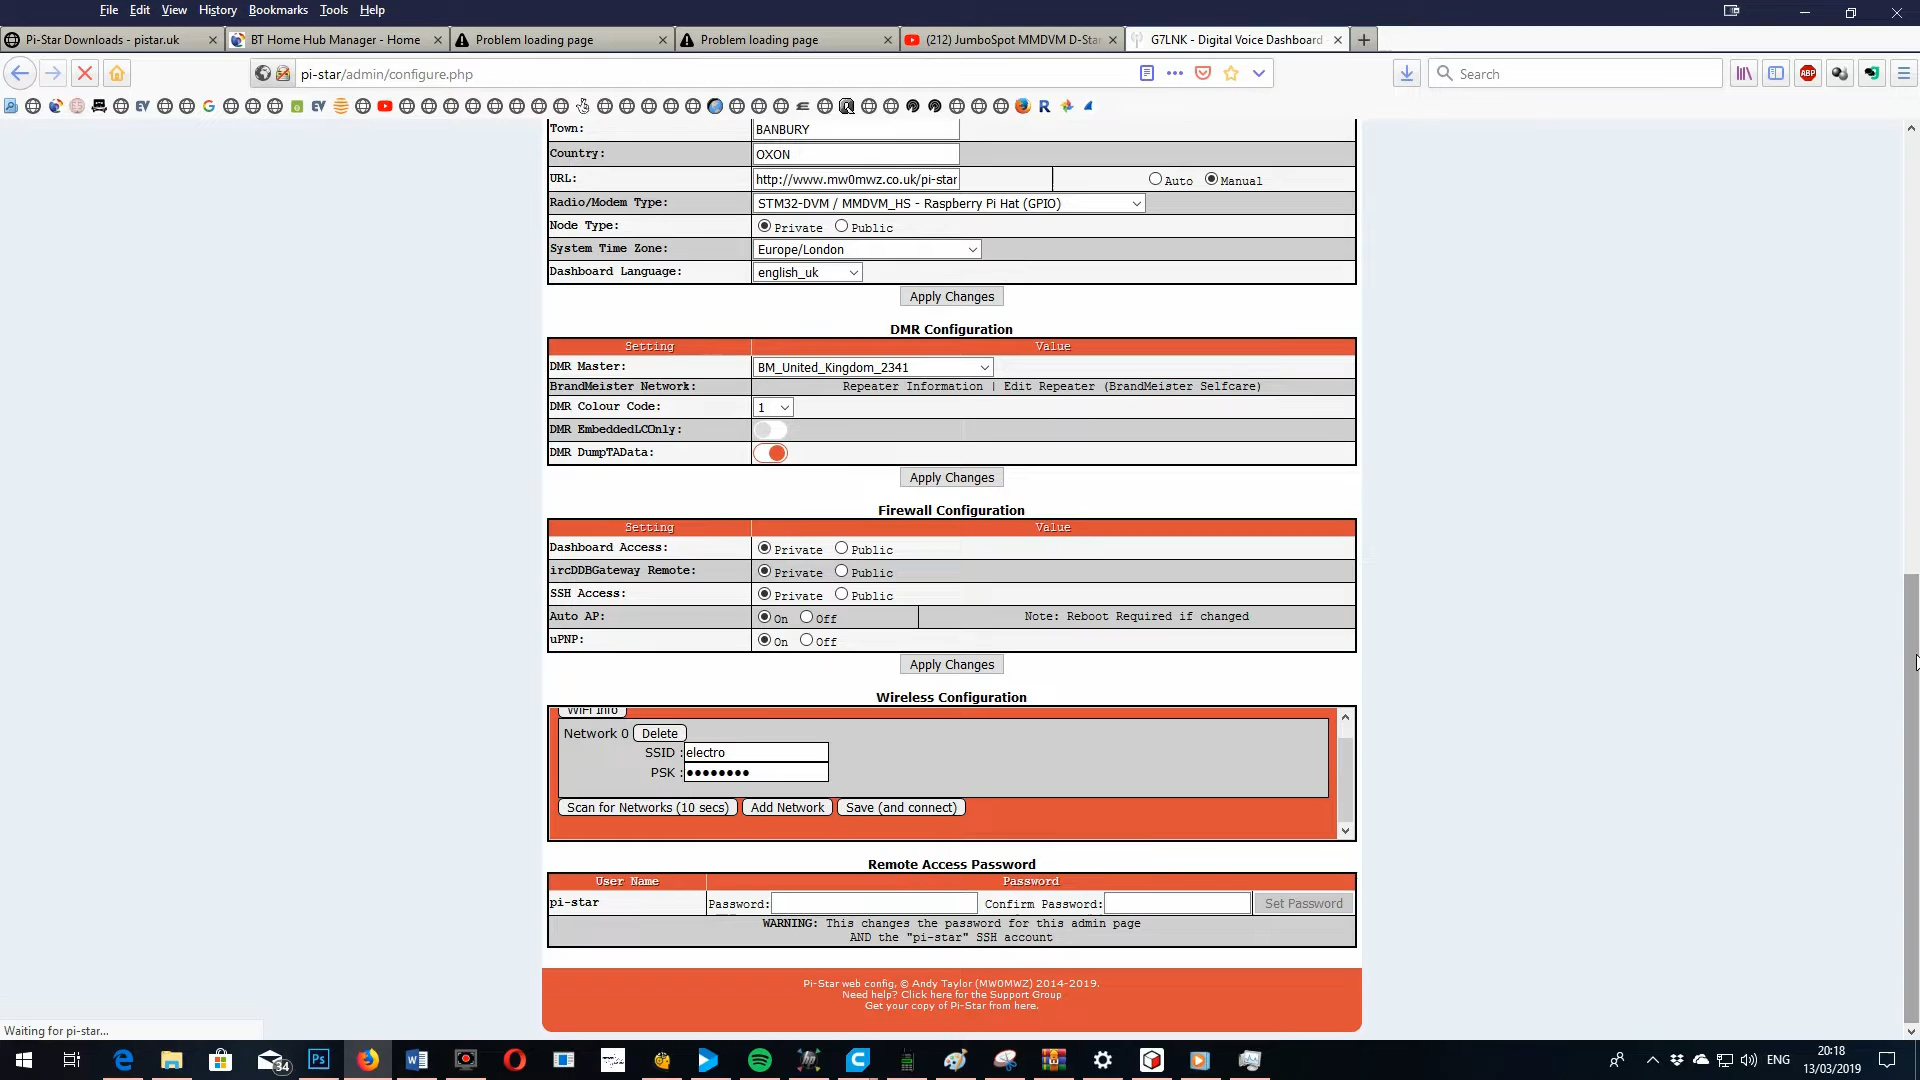 File Edit View History Bookmarks Tools Help
Pi-Star Downloads - pistar.uk
BT Home Hub Manager - Home
Problem loading page
Problem loading page
(212) JumboSpot MMDVM D-Star
G7LNK - Digital Voice Dashboard
pi-star/admin/configure.php
Search
ABP
Town: BANBURY
Country: OXON
URL: http://www.mw0mwz.co.uk/pi-star Auto Manual
Radio/Modem Type: STM32-DVM / MMDVM_HS - Raspberry Pi Hat (GPIO)
Node Type: Private Public
System Time Zone: Europe/London
Dashboard Language: english_uk
Apply Changes
DMR Configuration
Setting Value
DMR Master: BM_United_Kingdom_2341
BrandMeister Network: Repeater Information | Edit Repeater (BrandMeister Selfcare)
DMR Colour Code: 1
DMR EmbeddedLCOnly:
DMR DumpTAData:
Apply Changes
Firewall Configuration
Setting Value
Dashboard Access: Private Public
ircDDBGateway Remote: Private Public
SSH Access: Private Public
Auto AP: On Off Note: Reboot Required if changed
uPNP: On Off
Apply Changes
Wireless Configuration
WiFi Info
Network 0 Delete
SSID : electro
PSK : ●●●●●●●●
Scan for Networks (10 secs) Add Network Save (and connect)
Remote Access Password
User Name Password
pi-star Password: Confirm Password: Set Password
WARNING: This changes the password for this admin page
AND the "pi-star" SSH account
Pi-Star web config, © Andy Taylor (MW0MWZ) 2014-2019.
Need help? Click here for the Support Group
Get your copy of Pi-Star from here.
Waiting for pi-star...
34
ENG
20:18
13/03/2019